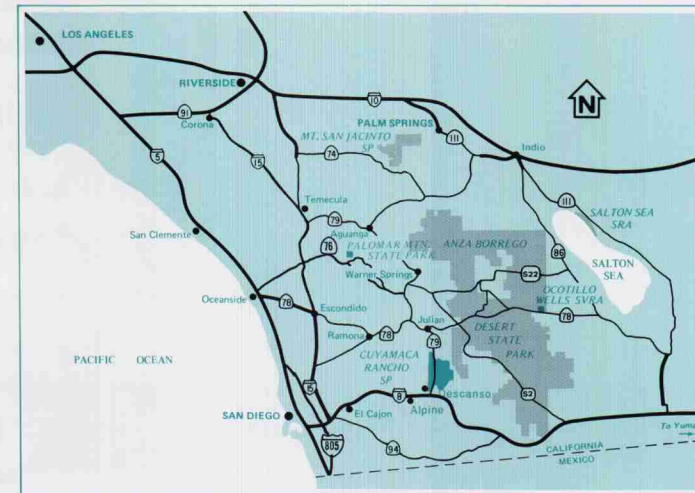 LOS ANGELES
RIVERSIDE
N
10
91
Corona
PALM SPRINGS
111
MT. SAN JACINTO
SP
Indio
5
15
74
111
Temecula
SALTON SEA
SRA
79
Aguanga
76
San Clemente
PALOMAR MTN.
STATE PARK
ANZA BORREGO
86
SALTON
SEA
Warner Springs
S22
OCOTILLO
WELLS SVRA
Oceanside
78
Escondido
78
Julian
Ramona
78
79
DESERT
STATE
PARK
CUYAMACA
RANCHO
SP
PACIFIC OCEAN
15
8
Descanso
S2
Alpine
SAN DIEGO
El Cajon
To Yuma
805
94
CALIFORNIA
MEXICO